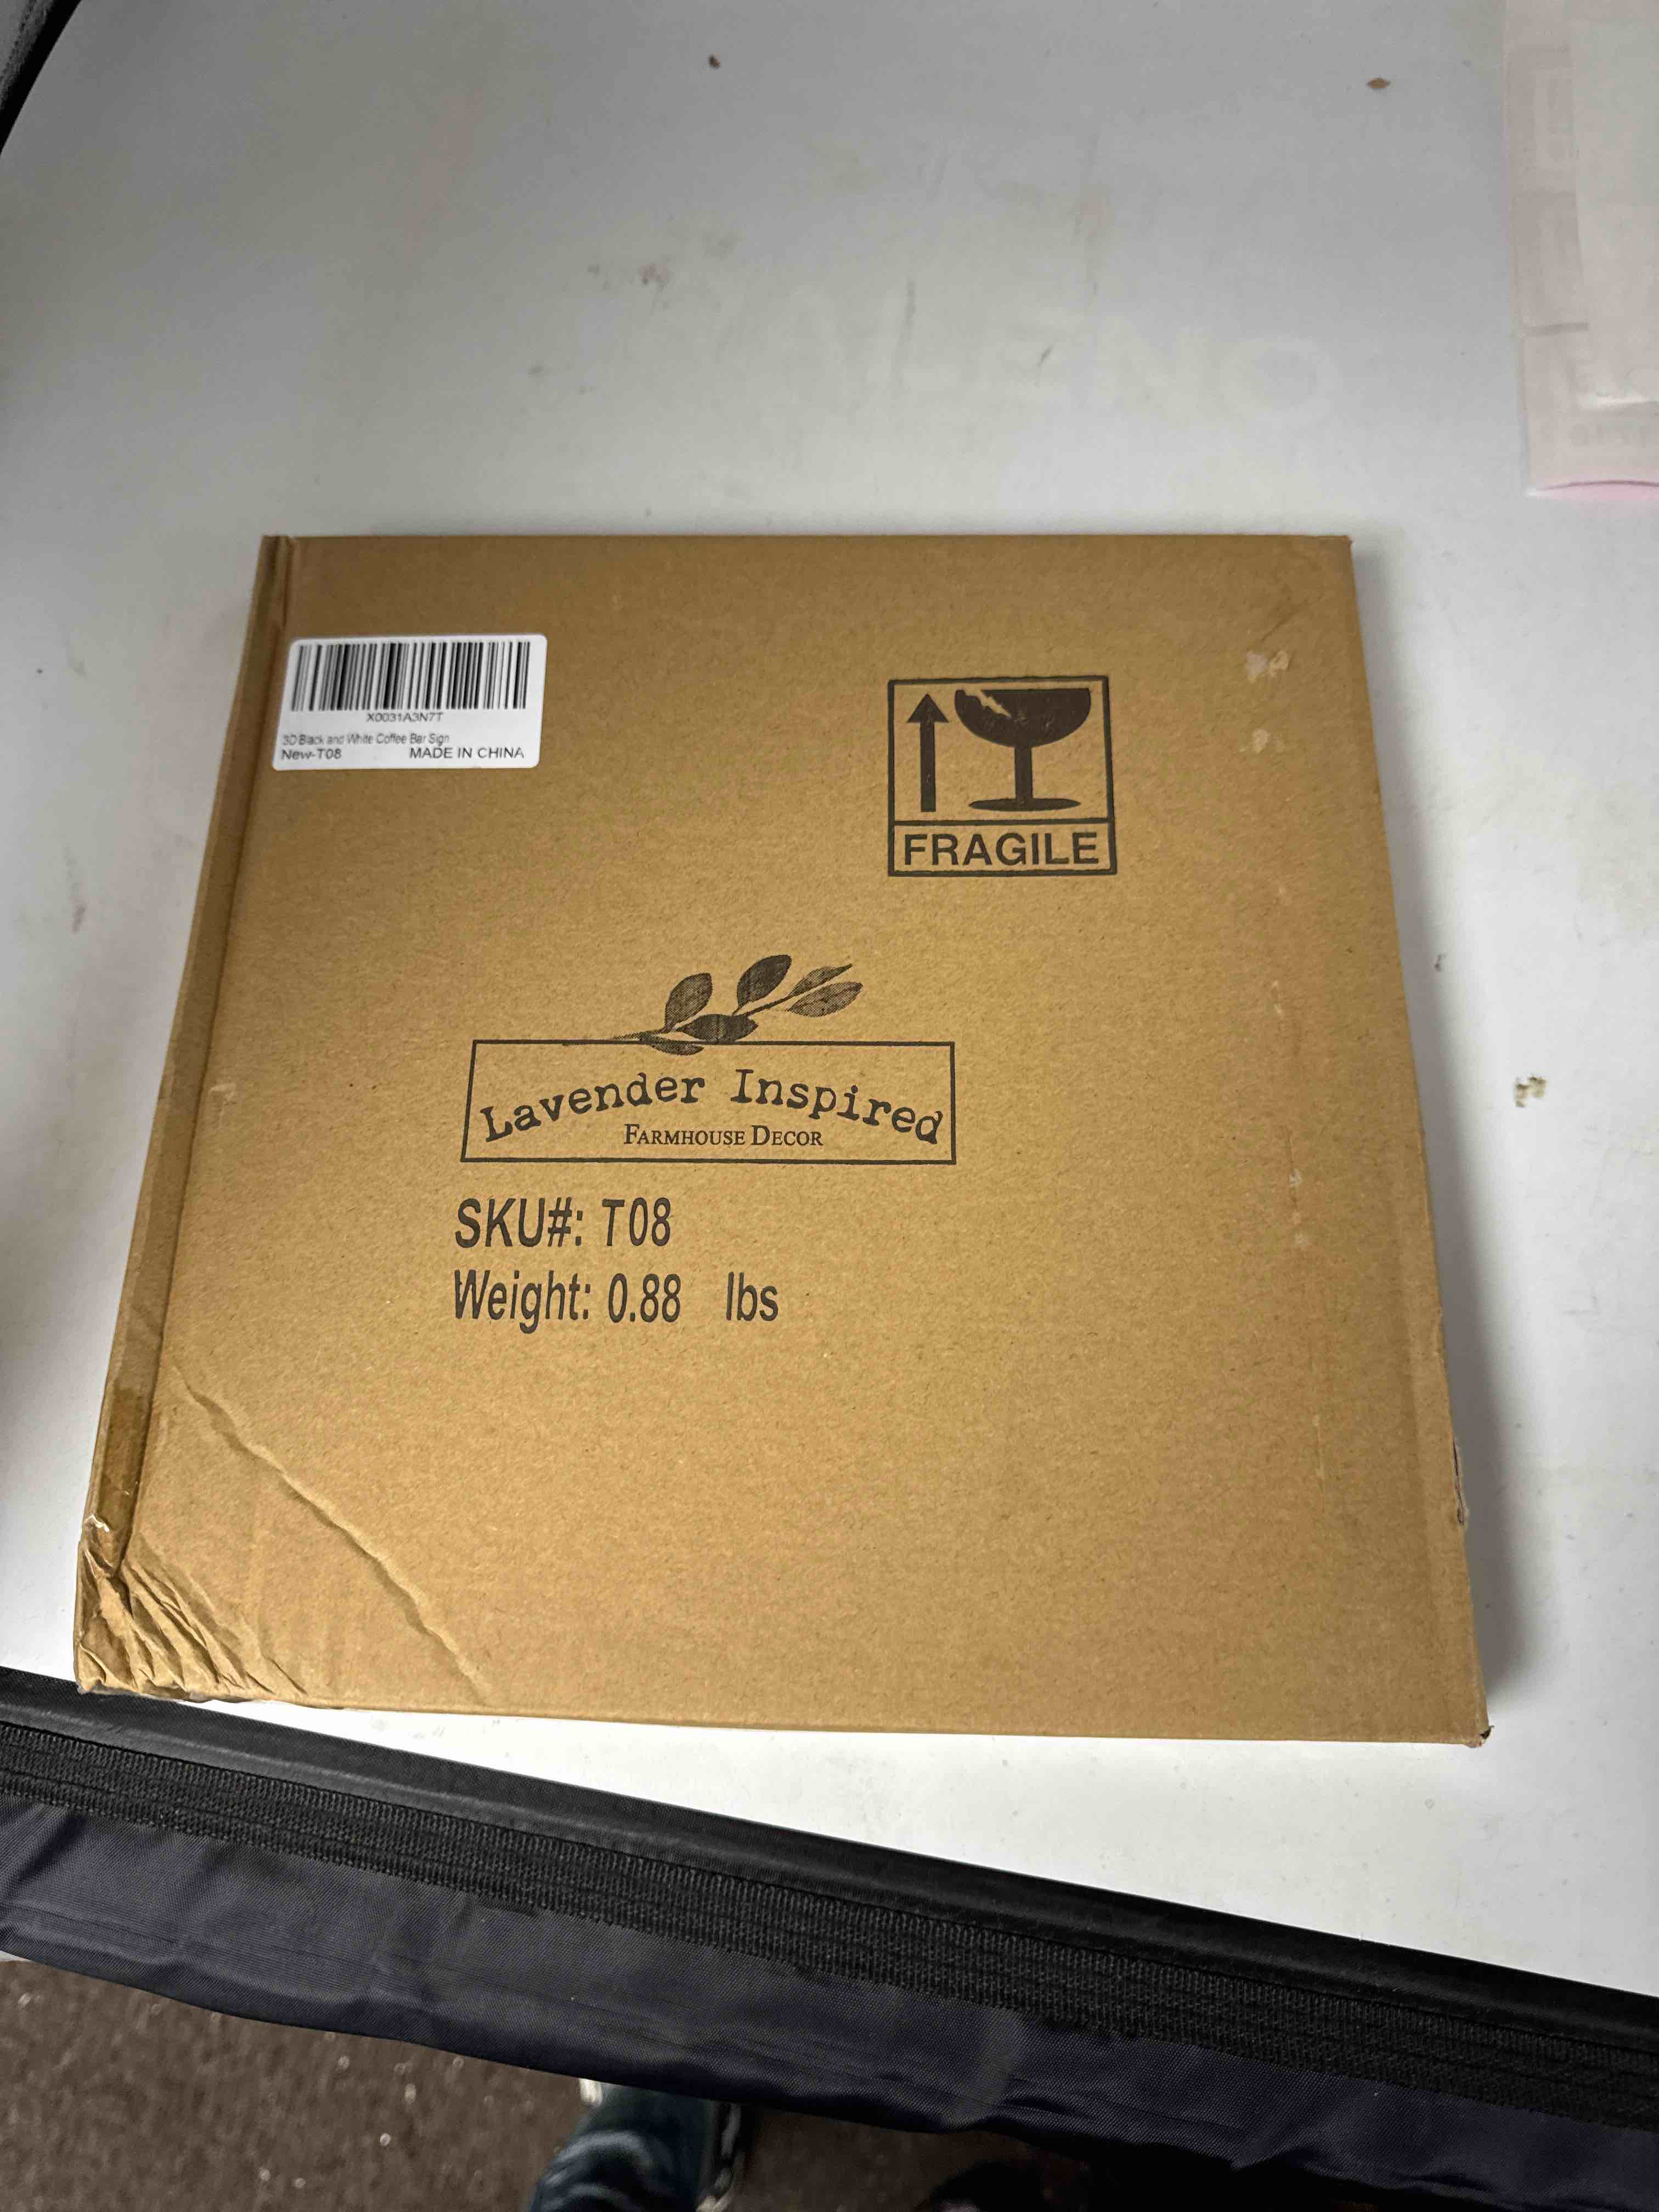 X0031A3N7T
3D Black and White Coffee Bar Sign
New-T08 MADE IN CHINA
FRAGILE
Lavender Inspired
FARMHOUSE DECOR
SKU#: T08
Weight: 0.88 lbs